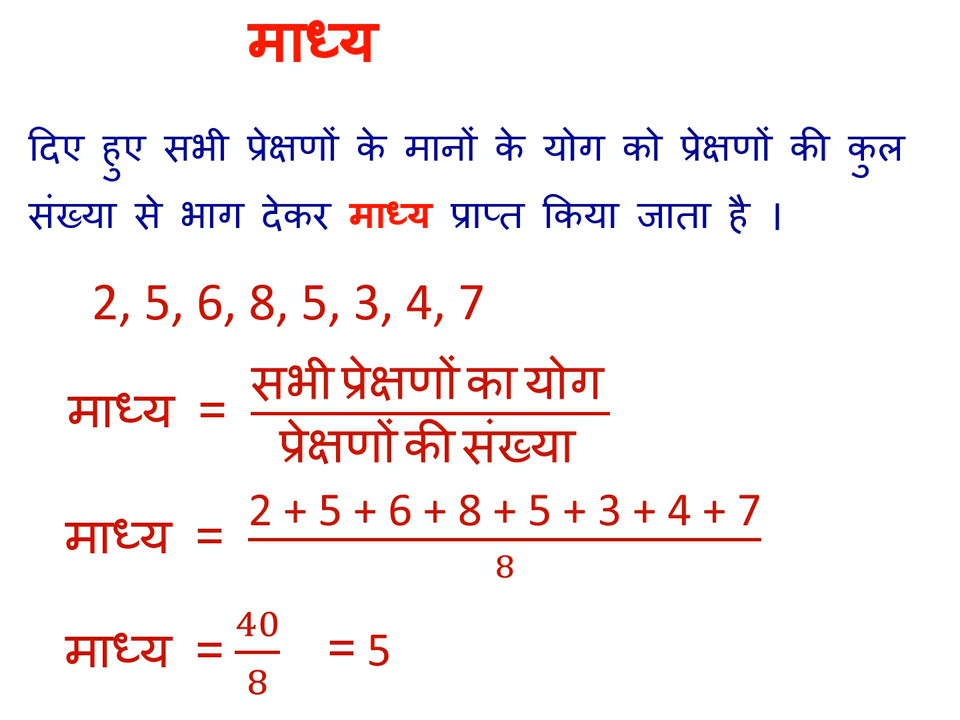 माध्य
दिए हुए सभी प्रेक्षणों के मानों के योग को प्रेक्षणों की कुल
संख्या से भाग देकर माध्य प्राप्त किया जाता है ।
2, 5, 6, 8, 5, 3, 4, 7
माध्य = सभी प्रेक्षणों का योग
प्रेक्षणों की संख्या
माध्य = 2 + 5 + 6 + 8 + 5 + 3 + 4 + 7
8
माध्य = 40 = 5
8